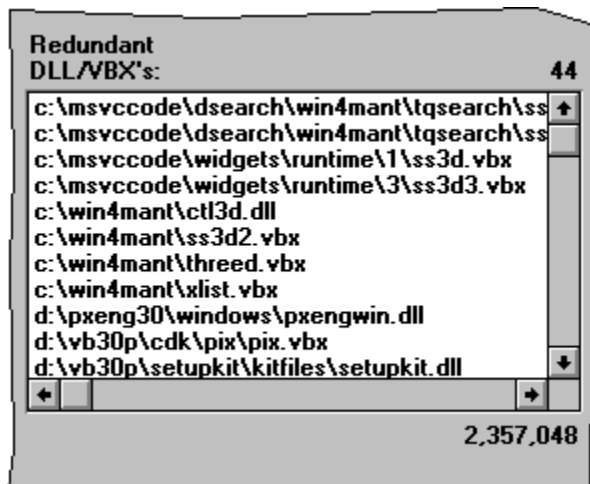 Redundant
DLL/VBX's: 44
c:\msvccode\dsearch\win4mant\tqsearch\ss
c:\msvccode\dsearch\win4mant\tqsearch\ss
c:\msvccode\widgets\runtime\1\ss3d.vbx
c:\msvccode\widgets\runtime\3\ss3d3.vbx
c:\win4mant\ctl3d.dll
c:\win4mant\ss3d2.vbx
c:\win4mant\threed.vbx
c:\win4mant\xlist.vbx
d:\pxeng30\windows\pxengwin.dll
d:\vb30p\cdk\pix\pix.vbx
d:\vb30p\setupkit\kitfiles\setupkit.dll
2,357,048